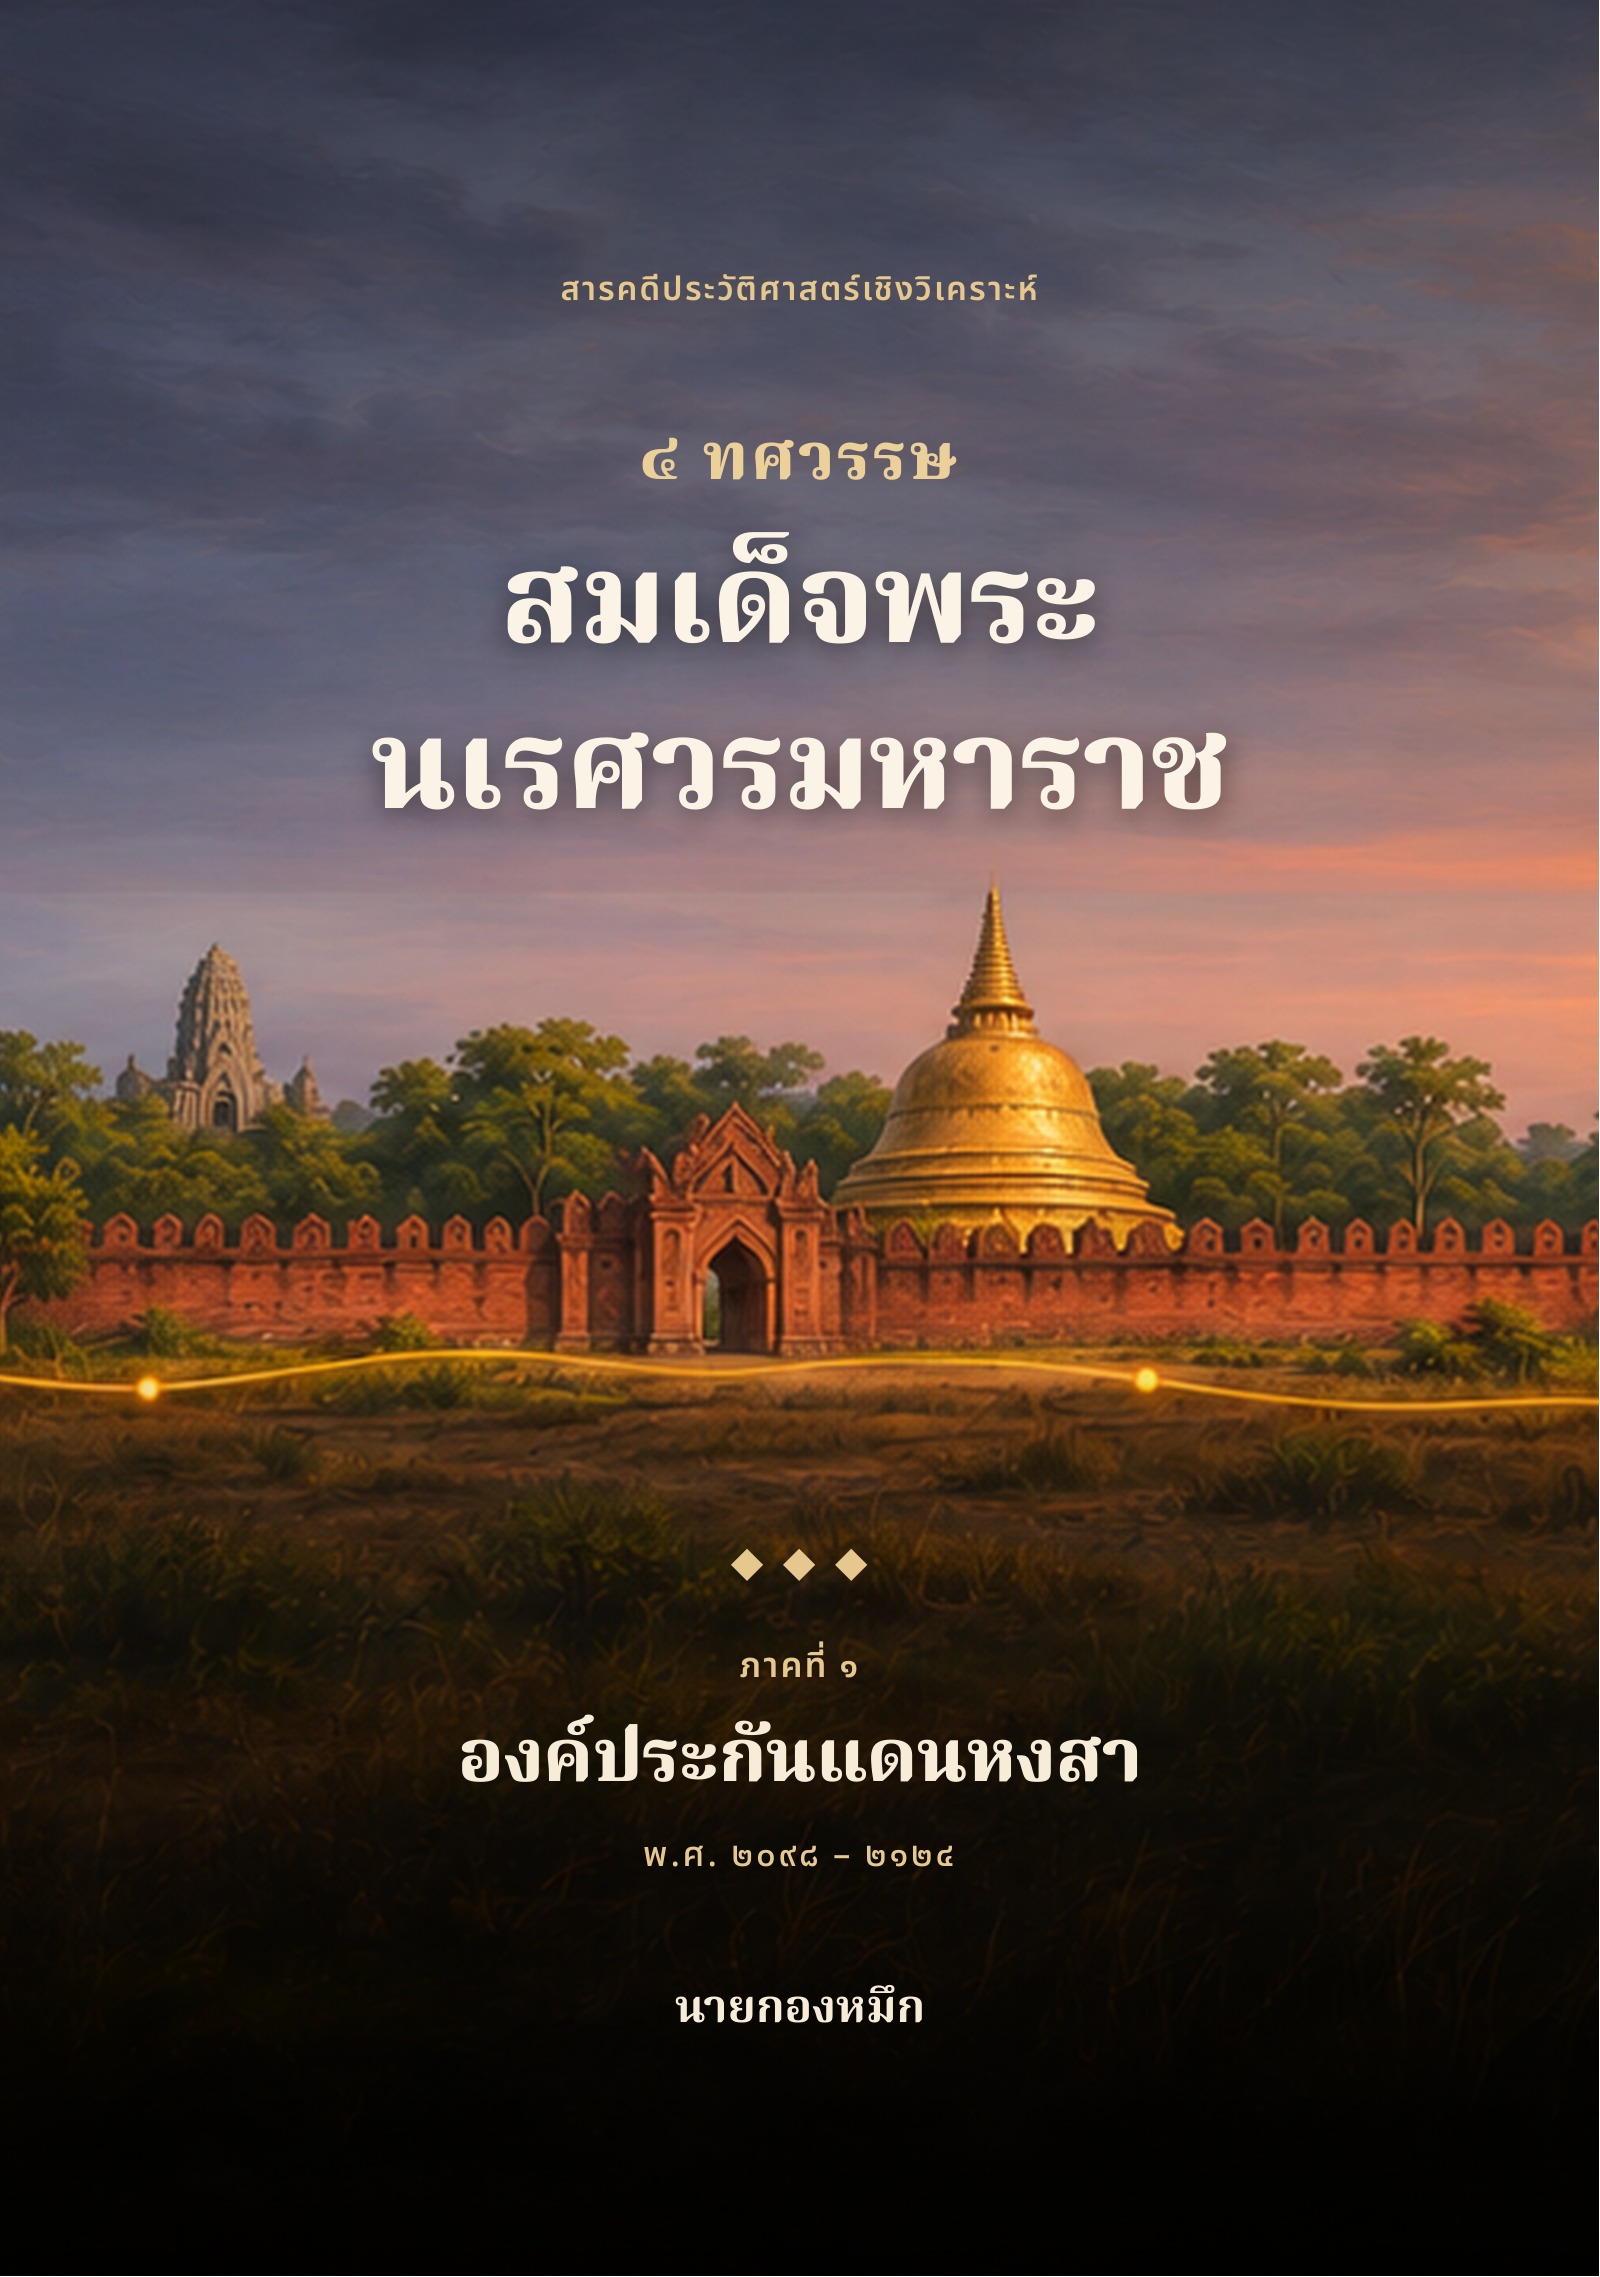 สารคดีประวัติศาสตร์เชิงวิเคราะห์
๔ ทศวรรษ
สมเด็จพระ
นเรศวรมหาราช
ภาคที่ ๑
องค์ประกันแดนหงสา
พ.ศ. ๒๐๙๘ – ๒๑๒๔
นายกองหมึก